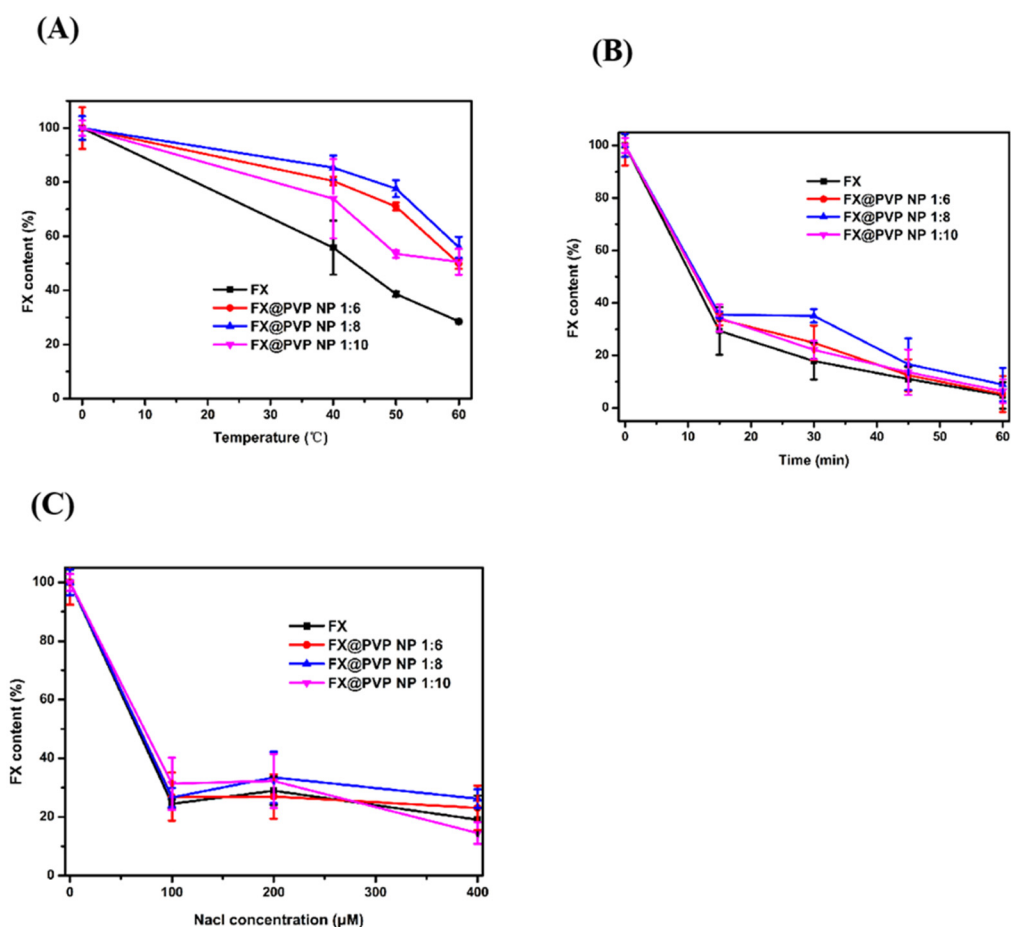 (A)
100
80
60
40
20
0
FX content (%)
FX
FX@PVP NP 1:6
FX@PVP NP 1:8
FX@PVP NP 1:10
0 10 20 30 40 50 60
Temperature (℃)
(B)
100
80
60
40
20
0
FX content (%)
FX
FX@PVP NP 1:6
FX@PVP NP 1:8
FX@PVP NP 1:10
0 15 30 45 60
Time (min)
(C)
100
80
60
40
20
0
FX content (%)
FX
FX@PVP NP 1:6
FX@PVP NP 1:8
FX@PVP NP 1:10
0 100 200 300 400
Nacl concentration (μM)